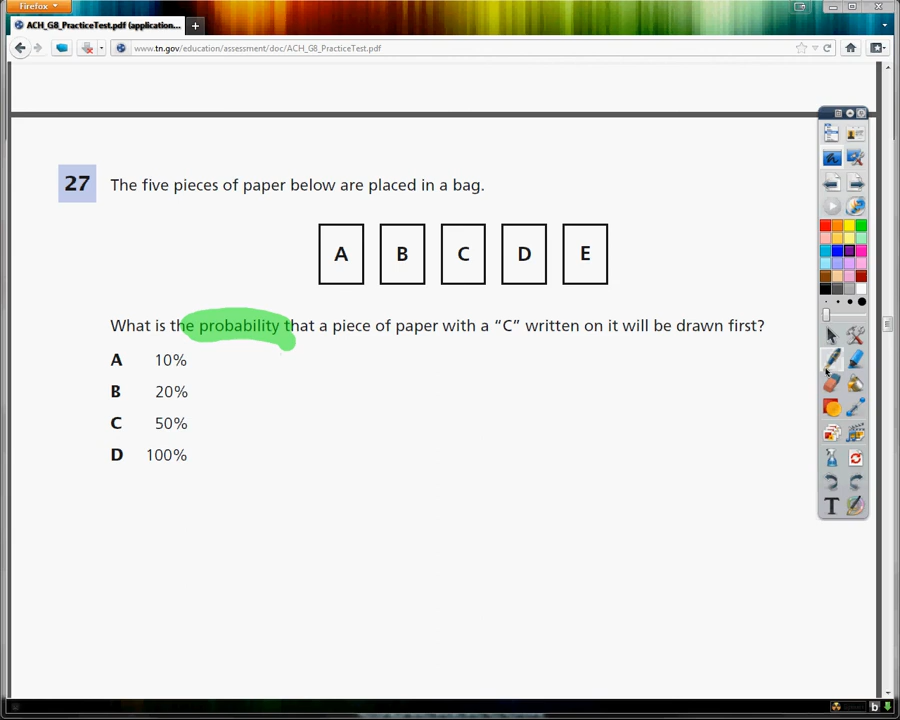 Firefox
ACH_G8_PracticeTest.pdf (application...
www.tn.gov/education/assessment/doc/ACH_G8_PracticeTest.pdf
27 The five pieces of paper below are placed in a bag.
A B C D E
What is the probability that a piece of paper with a “C” written on it will be drawn first?
A 10%
B 20%
C 50%
D 100%
T
b